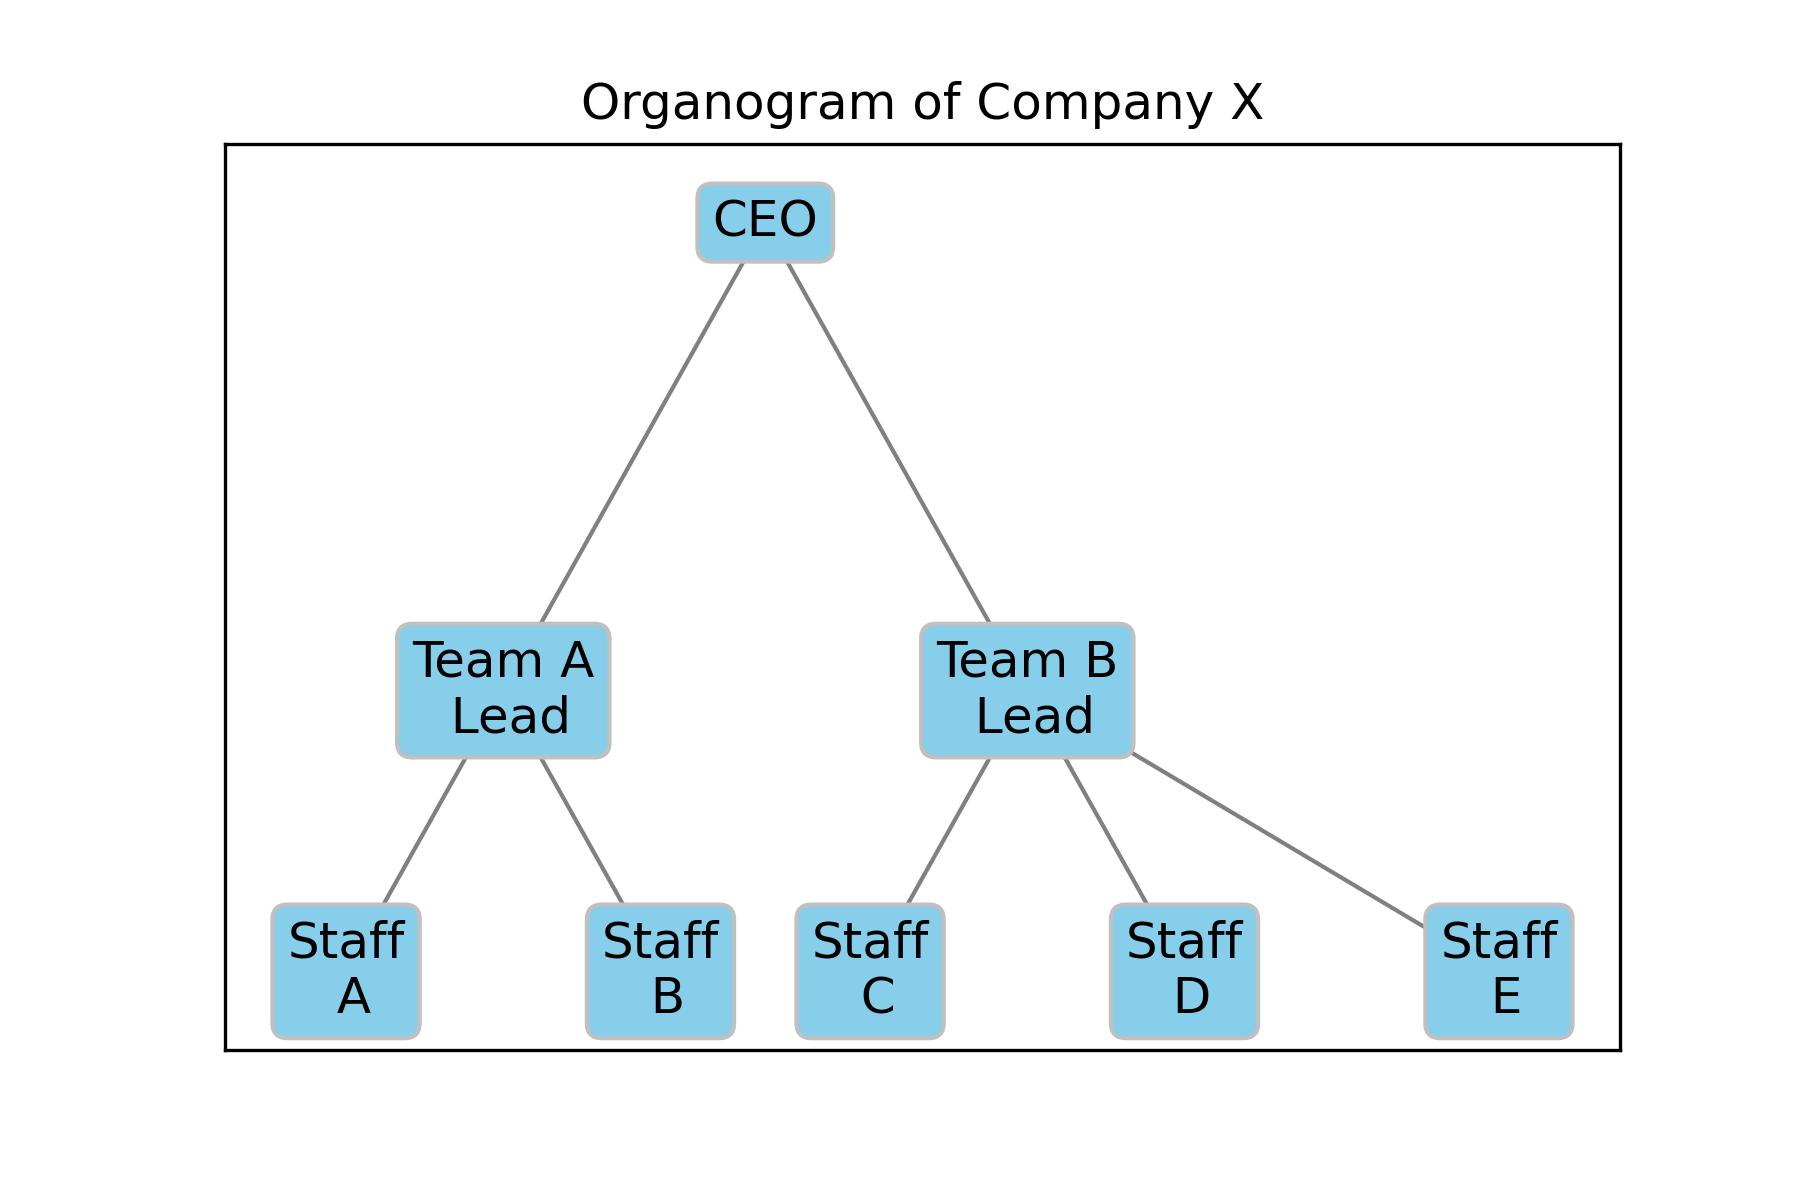 Organogram of Company X
CEO
Team A
Lead
Team B
Lead
Staff
A
Staff
B
Staff
C
Staff
D
Staff
E